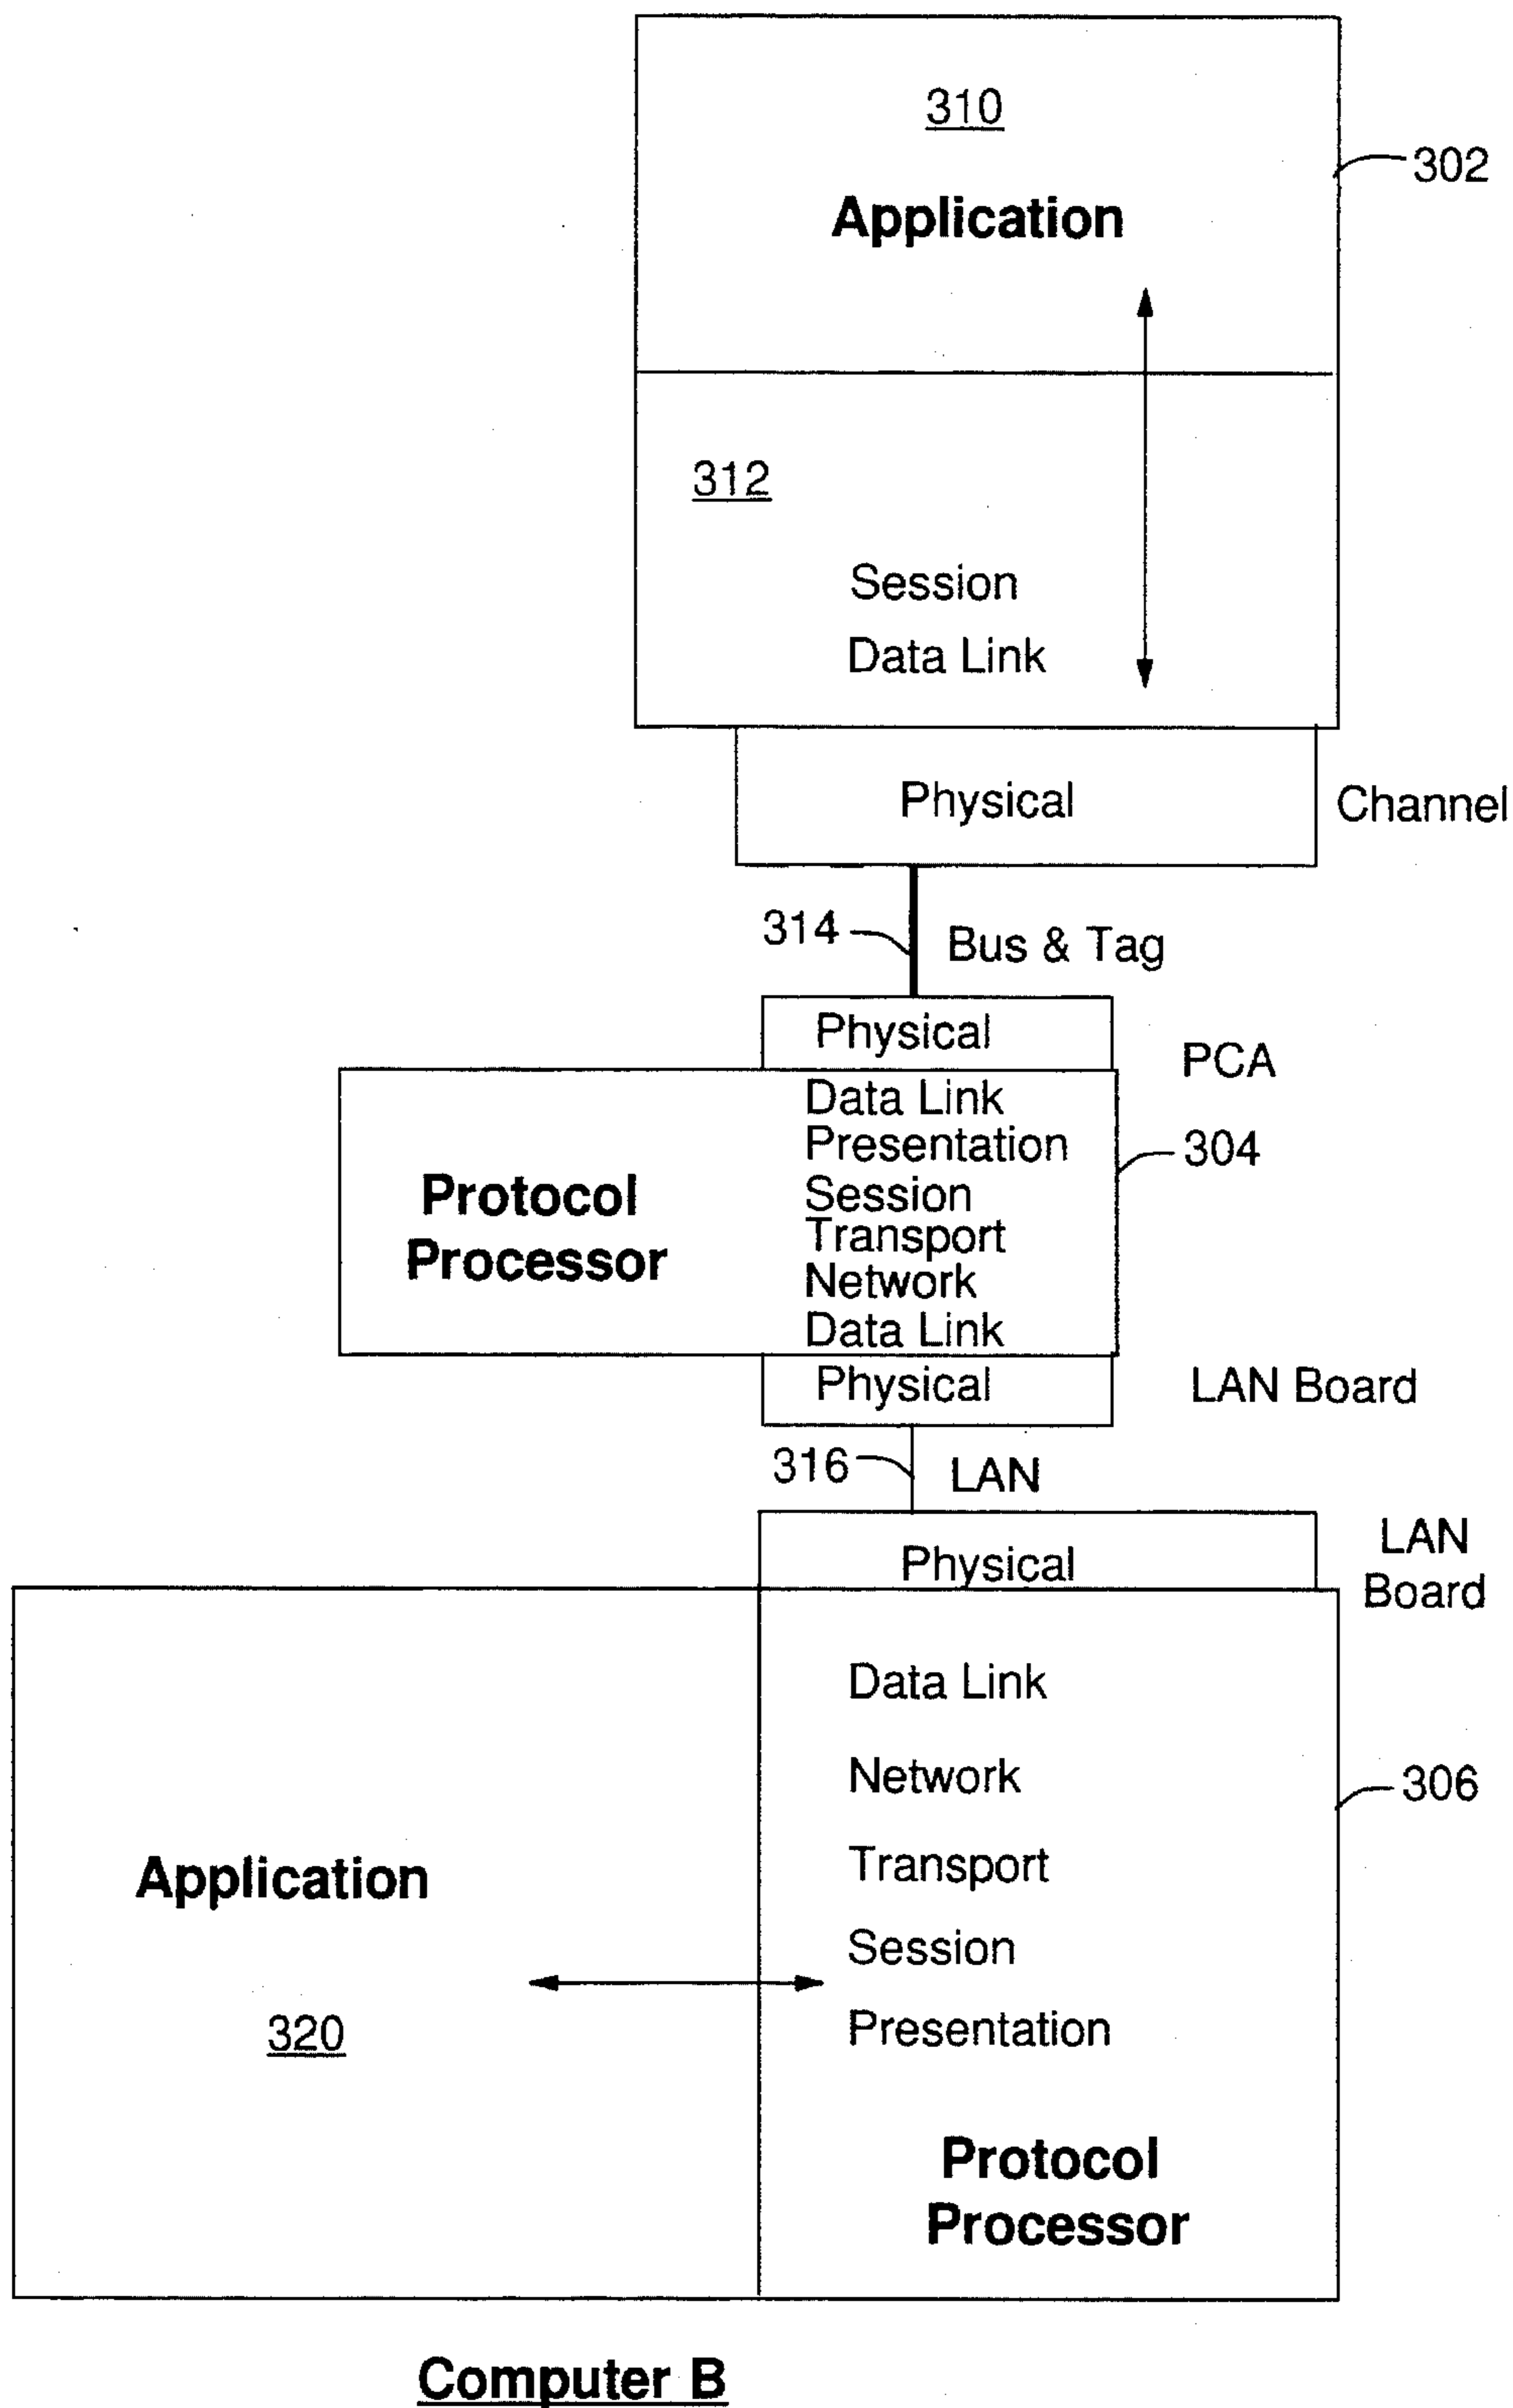 310
302
Application
312
Session
Data Link
Physical
Channel
314
Bus & Tag
Physical
PCA
Data Link
Presentation
304
Protocol
Processor
Session
Transport
Network
Data Link
Physical
LAN Board
316
LAN
LAN
Board
Physical
Data Link
Network
306
Transport
Application
Session
320
Presentation
Protocol
Processor
Computer B